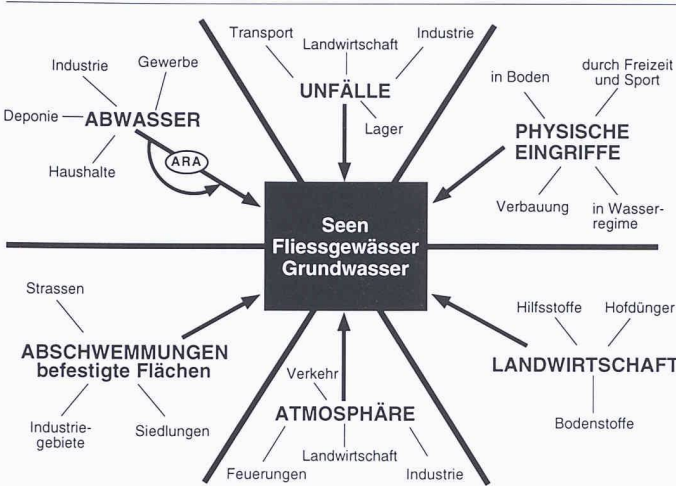 Transport
Landwirtschaft
Industrie
UNFÄLLE
Lager
Industrie
Gewerbe
Deponie
ABWASSER
ARA
Haushalte
in Boden
durch Freizeit
und Sport
PHYSISCHE
EINGRIFFE
Verbauung
in Wasser-
regime
Seen
Fliessgewässer
Grundwasser
Strassen
ABSCHWEMMUNGEN
befestigte Flächen
Industrie-
gebiete
Siedlungen
Verkehr
ATMOSPHÄRE
Landwirtschaft
Feuerungen
Industrie
Hilfsstoffe
Hofdünger
LANDWIRTSCHAFT
Bodenstoffe